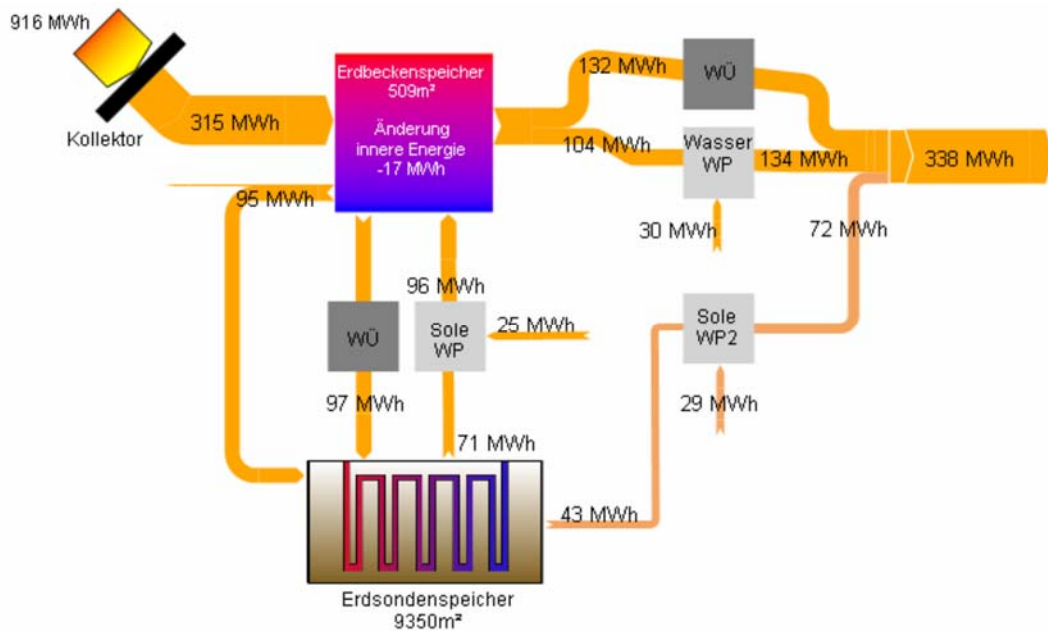 916 MWh
Kollektor
315 MWh
Erdbeckenspeicher
509m²
Änderung
innere Energie
-17 MWh
132 MWh
WÜ
104 MWh
Wasser
WP
134 MWh
338 MWh
95 MWh
30 MWh
72 MWh
96 MWh
WÜ
Sole
WP
25 MWh
Sole
WP2
97 MWh
71 MWh
29 MWh
43 MWh
Erdsondenspeicher
9350m²